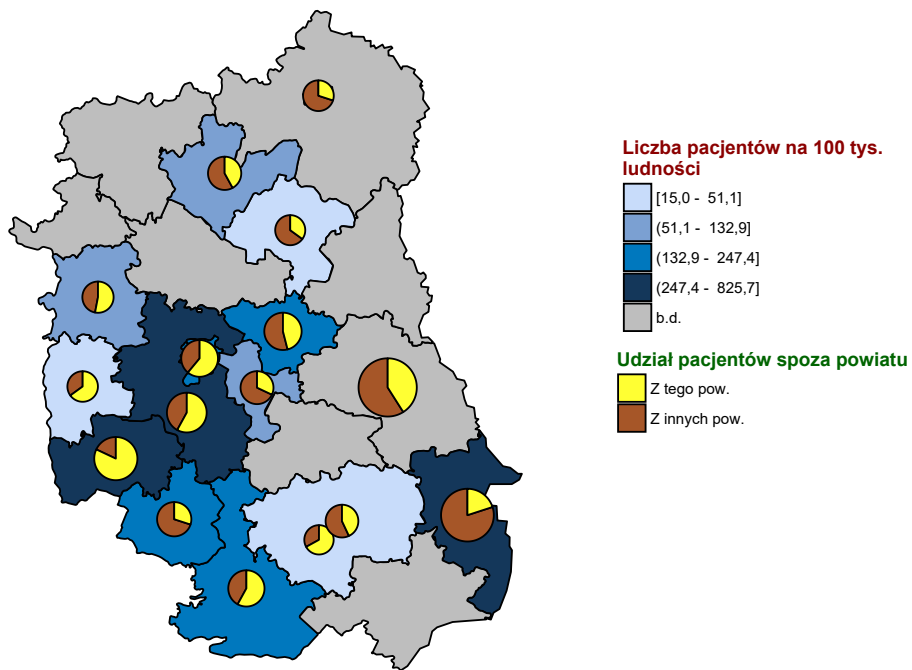 Liczba pacjentów na 100 tys.
ludności
[15,0 - 51,1]
(51,1 - 132,9]
(132,9 - 247,4]
(247,4 - 825,7]
b.d.
Udział pacjentów spoza powiatu
Z tego pow.
Z innych pow.